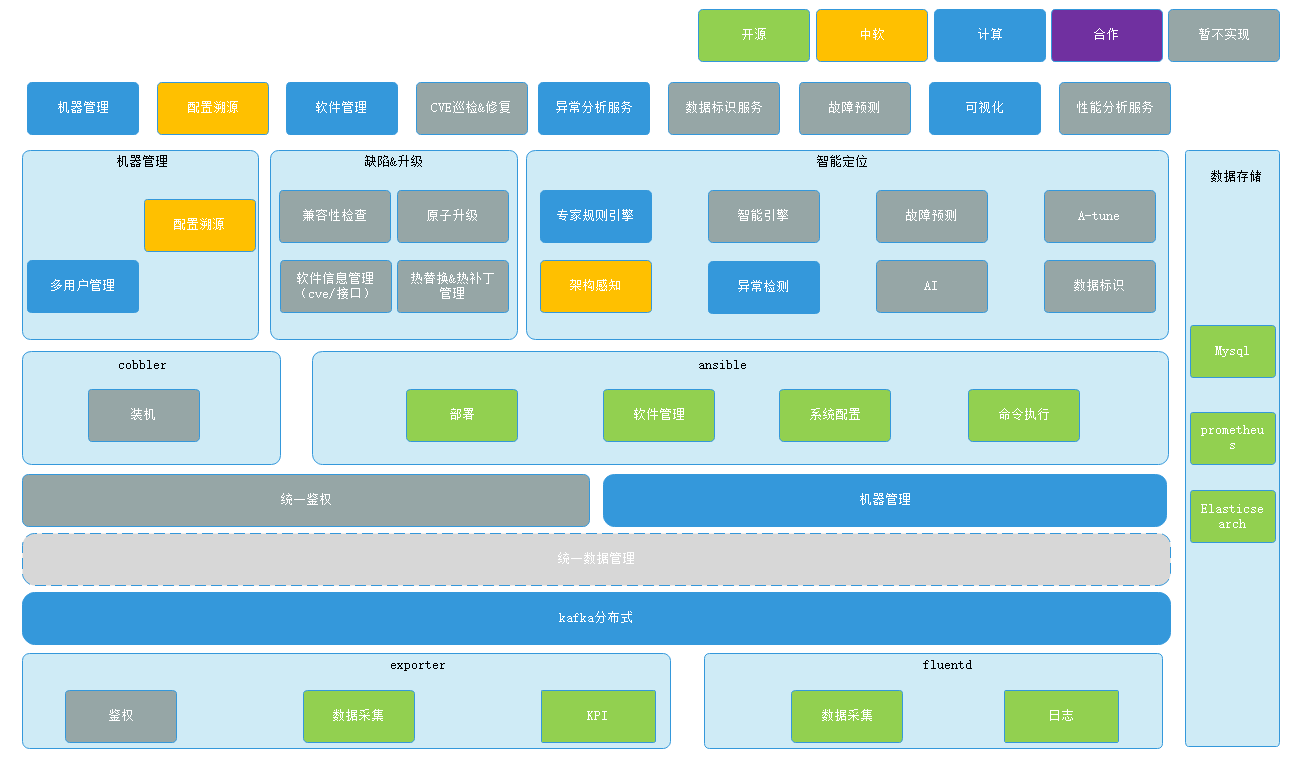 开源
中软
计算
合作
暂不实现
机器管理
配置溯源
软件管理
CVE巡检&修复
异常分析服务
数据标识服务
故障预测
可视化
性能分析服务
机器管理
配置溯源
多用户管理
缺陷&升级
兼容性检查
原子升级
软件信息管理
（cve/接口）
热替换&热补丁
管理
智能定位
专家规则引擎
智能引擎
故障预测
A-tune
架构感知
异常检测
AI
数据标识
数据存储
Mysql
prometheu
s
Elasticse
arch
cobbler
装机
ansible
部署
软件管理
系统配置
命令执行
统一鉴权
机器管理
统一数据管理
kafka分布式
exporter
鉴权
数据采集
KPI
fluentd
数据采集
日志